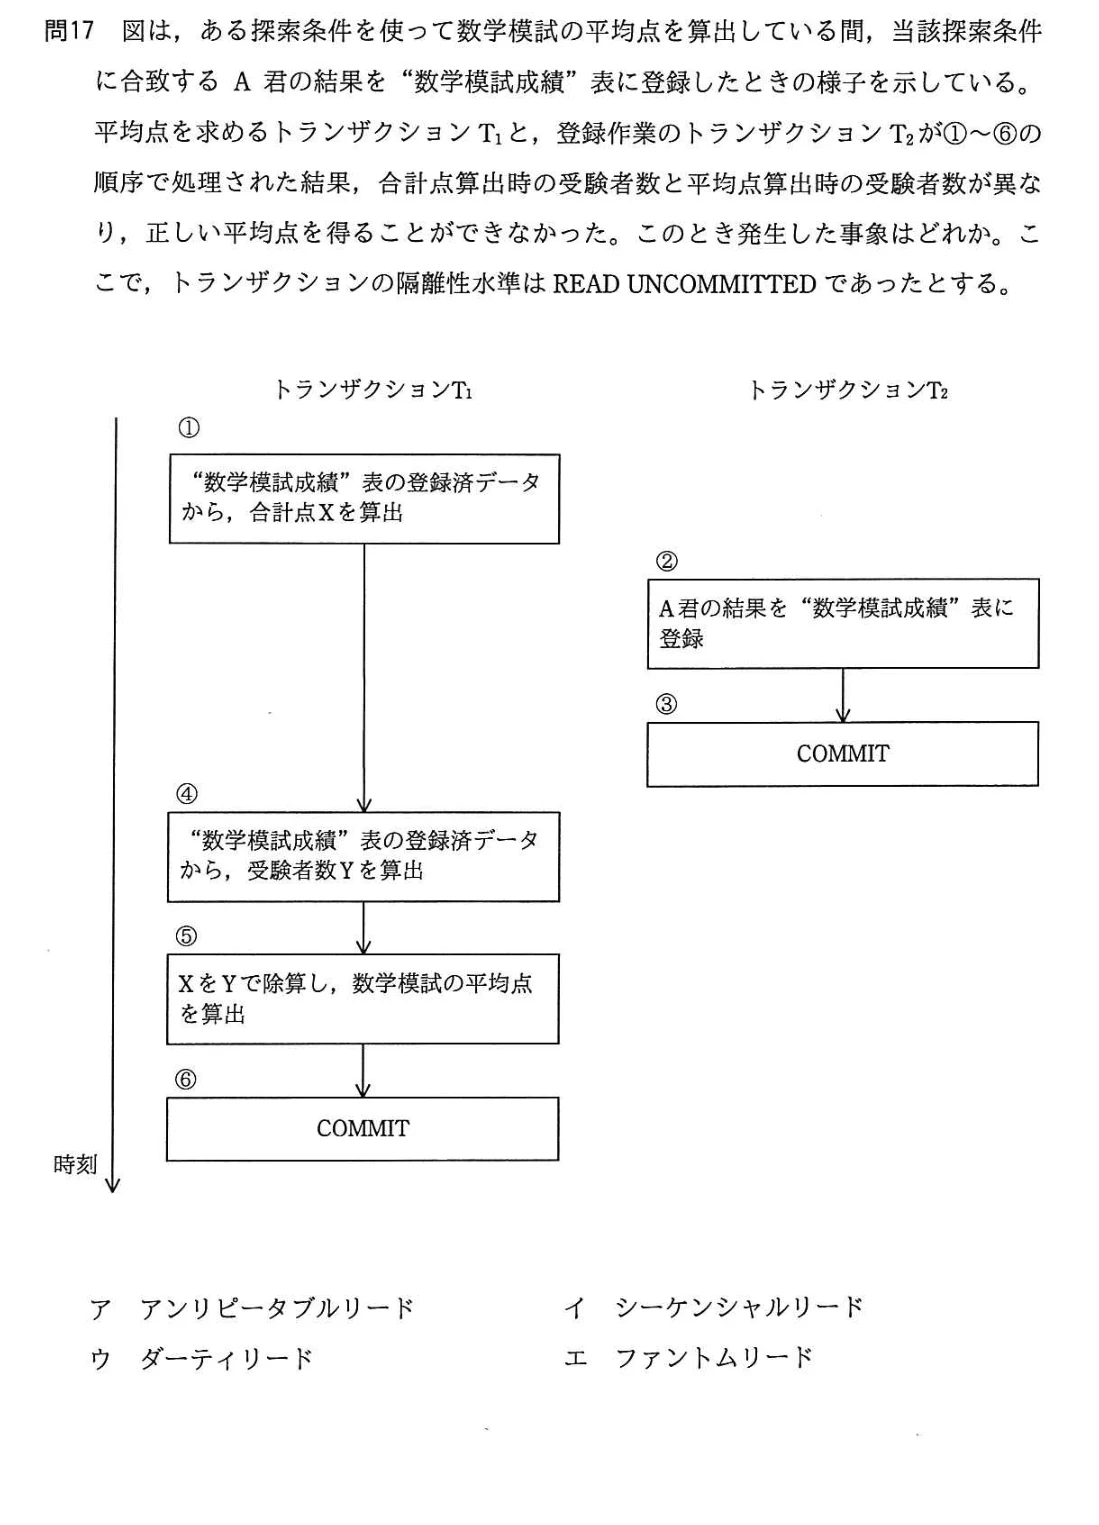 問17 図は，ある探索条件を使って数学模試の平均点を算出している間，当該探索条件
に合致する A 君の結果を“数学模試成績”表に登録したときの様子を示している。
平均点を求めるトランザクション T₁と，登録作業のトランザクション T₂が①～⑥の
順序で処理された結果，合計点算出時の受験者数と平均点算出時の受験者数が異な
り，正しい平均点を得ることができなかった。このとき発生した事象はどれか。こ
こで，トランザクションの隔離性水準は READ UNCOMMITTED であったとする。
トランザクションT₁
トランザクションT₂
①
“数学模試成績”表の登録済データ
から，合計点Xを算出
②
A君の結果を“数学模試成績”表に
登録
③
COMMIT
④
“数学模試成績”表の登録済データ
から，受験者数Yを算出
⑤
XをYで除算し，数学模試の平均点
を算出
⑥
COMMIT
時刻
ア アンリピータブルリード
イ シーケンシャルリード
ウ ダーティリード
エ ファントムリード